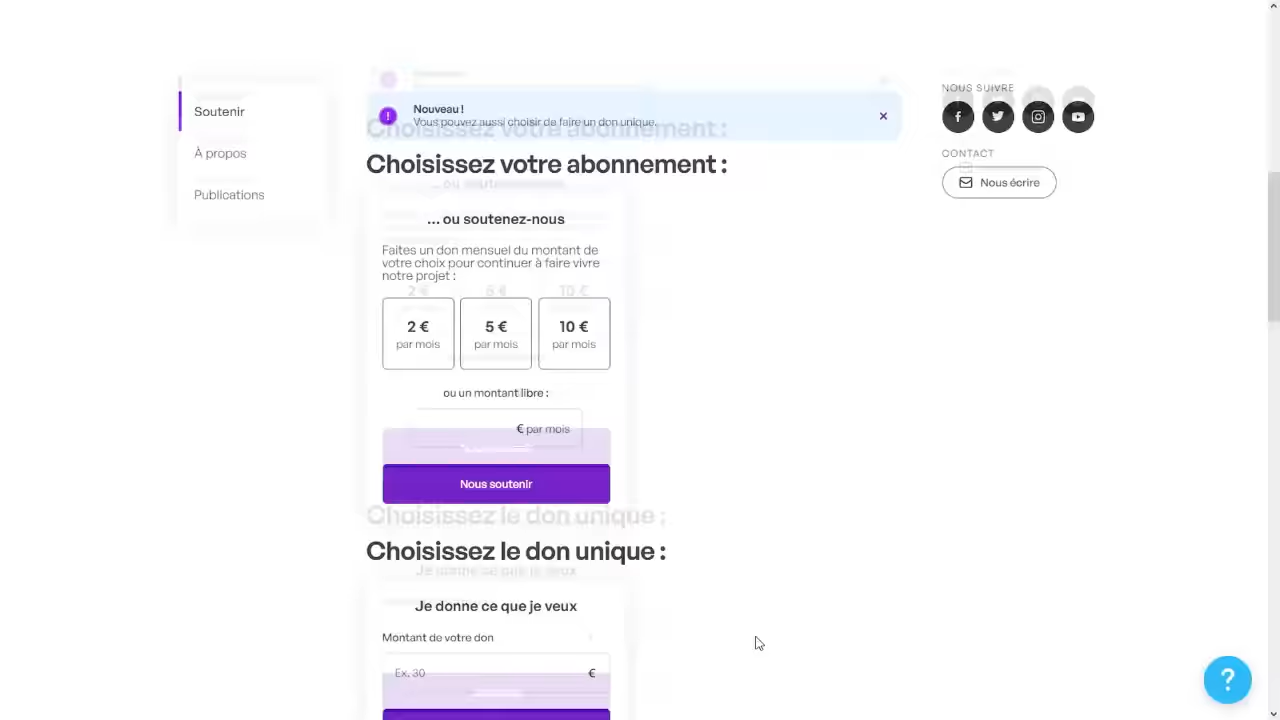 Soutenir
À propos
Publications
Nouveau !
Vous pouvez aussi choisir de faire un don unique.
Choisissez votre abonnement :
... ou soutenez-nous
Faites un don mensuel du montant de
votre choix pour continuer à faire vivre
notre projet :
2 €
par mois
5 €
par mois
10 €
par mois
ou un montant libre :
€ par mois
Nous soutenir
Choisissez le don unique :
Je donne ce que je veux
Montant de votre don
Ex. 30 €
NOUS SUIVRE
CONTACT
Nous écrire
?